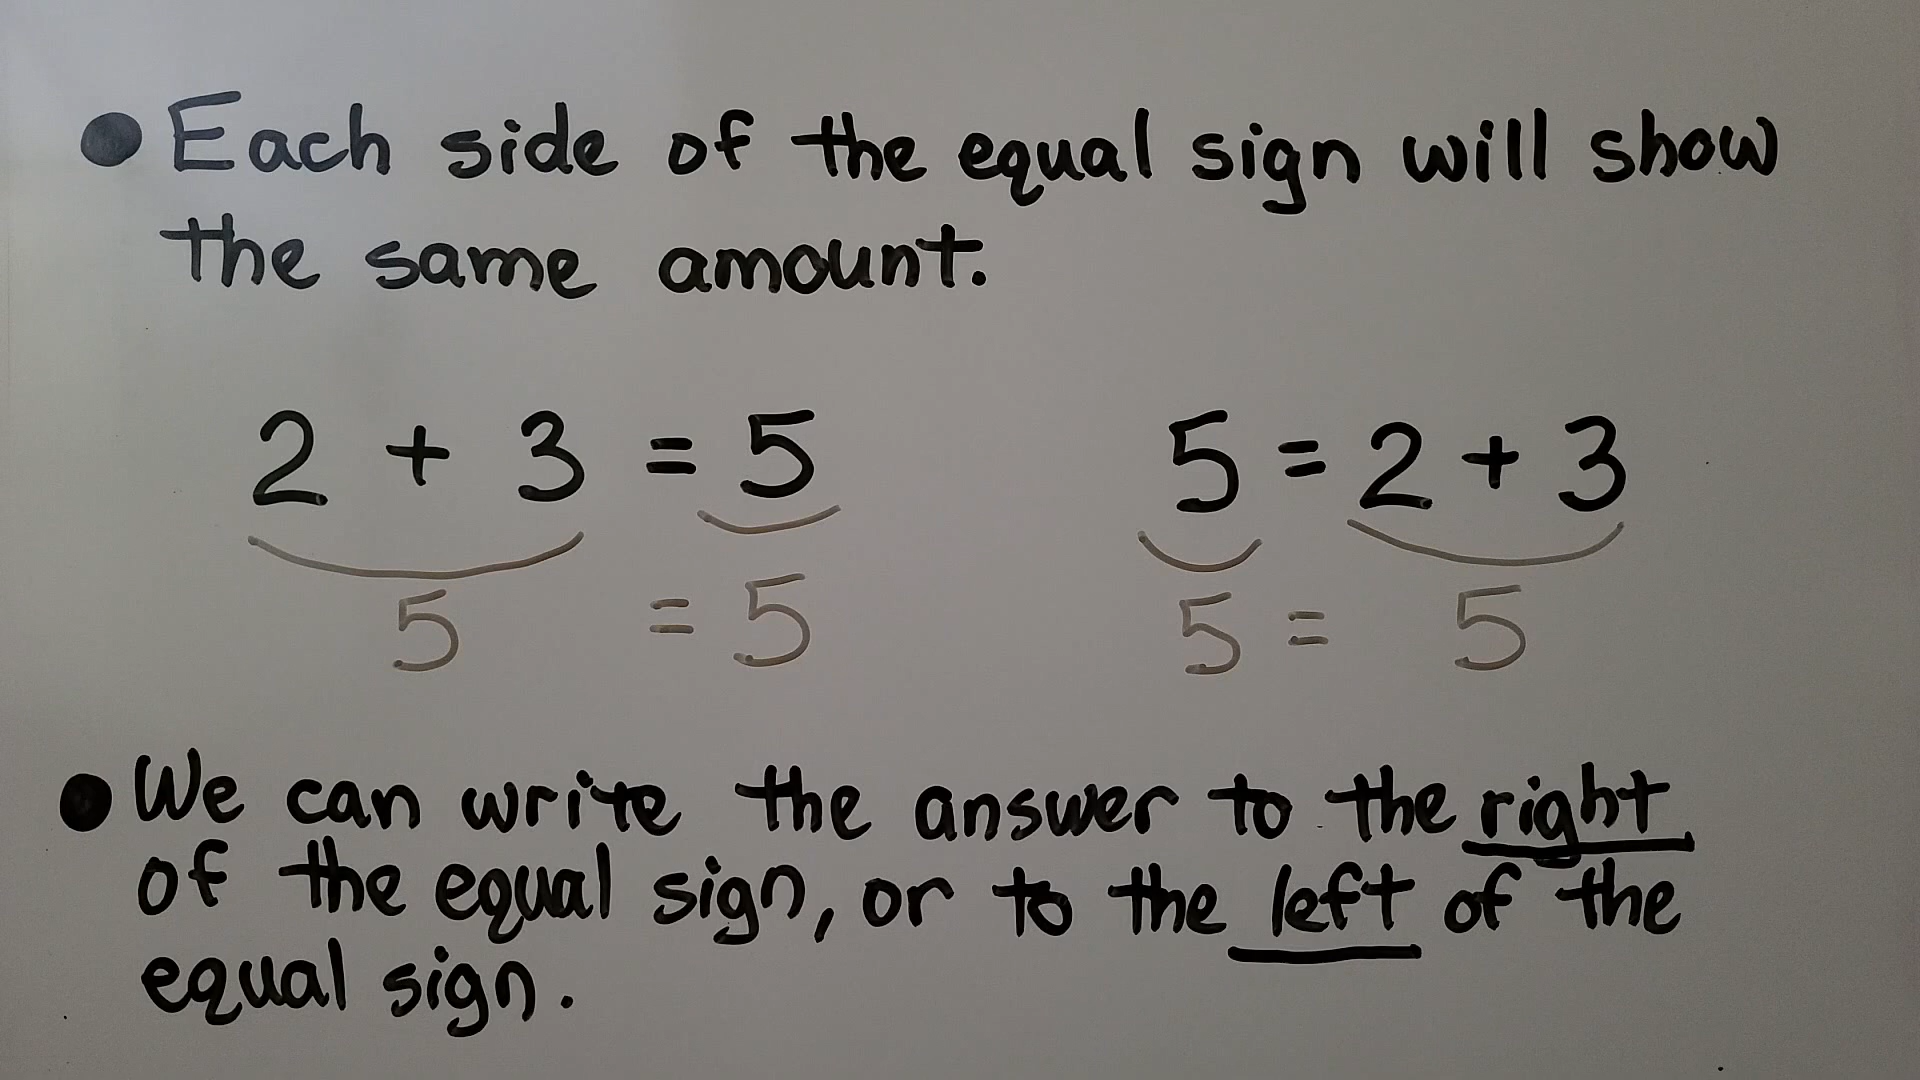 ● Each side of the equal sign will show
the same amount.
2 + 3 = 5
5 = 5
5 = 2 + 3
5 = 5
● We can write the answer to the right
of the equal sign, or to the left of the
equal sign.